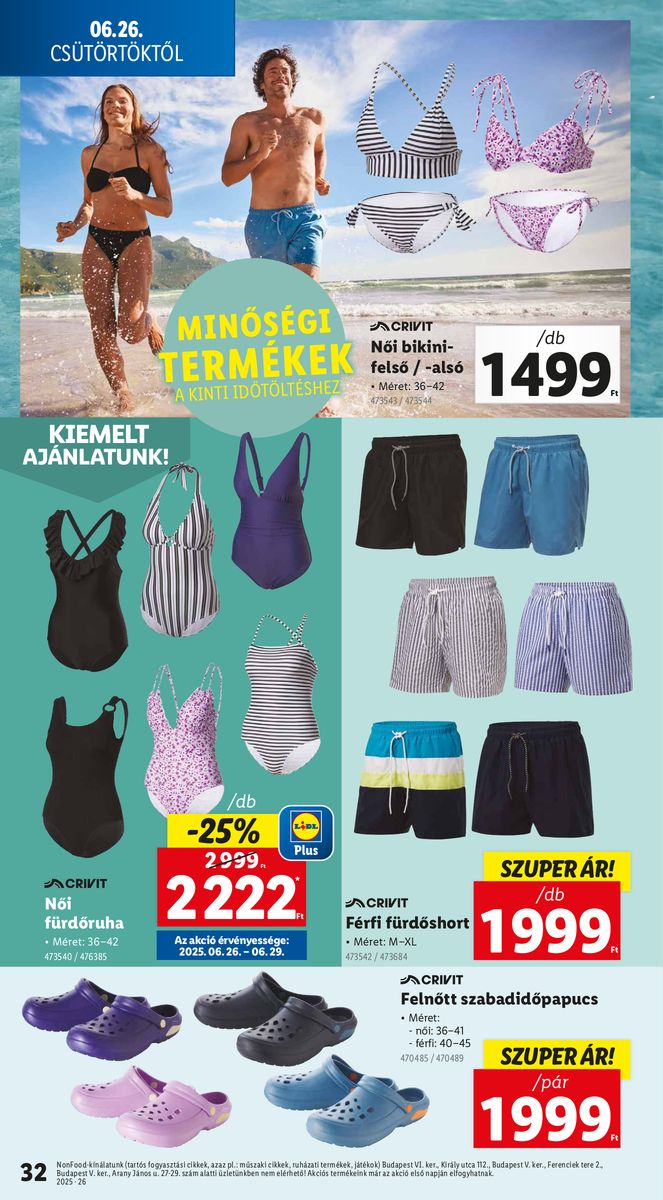 06.26.
CSÜTÖRTÖKTŐL
MINŐSÉGI
TERMÉKEK
A KINTI IDŐTÖLTÉSHEZ
CRIVIT
Női bikini-
felső / -alsó
• Méret: 36–42
473543 / 473544
/db
1499 Ft
KIEMELT
AJÁNLATUNK!
/db
-25%
LIDL
Plus
2 999 Ft
2 222*
Ft
Az akció érvényessége:
2025. 06. 26. – 06. 29.
CRIVIT
Női
fürdőruha
• Méret: 36–42
473540 / 476385
CRIVIT
Férfi fürdőshort
• Méret: M–XL
473542 / 473684
SZUPER ÁR!
/db
1999 Ft
CRIVIT
Felnőtt szabadidőpapucs
• Méret:
- női: 36–41
- férfi: 40–45
470485 / 470489
SZUPER ÁR!
/pár
1999 Ft
32
NonFood-kínálatunk (tartós fogyasztási cikkek, azaz pl.: műszaki cikkek, ruházati termékek, játékok) Budapest VI. ker., Király utca 112., Budapest V. ker., Ferenciek tere 2.,
Budapest V. ker., Arany János u. 27-29. szám alatti üzletünkben nem elérhető! Akciós termékeink már az akció első napján elfogyhatnak.
2025 · 26